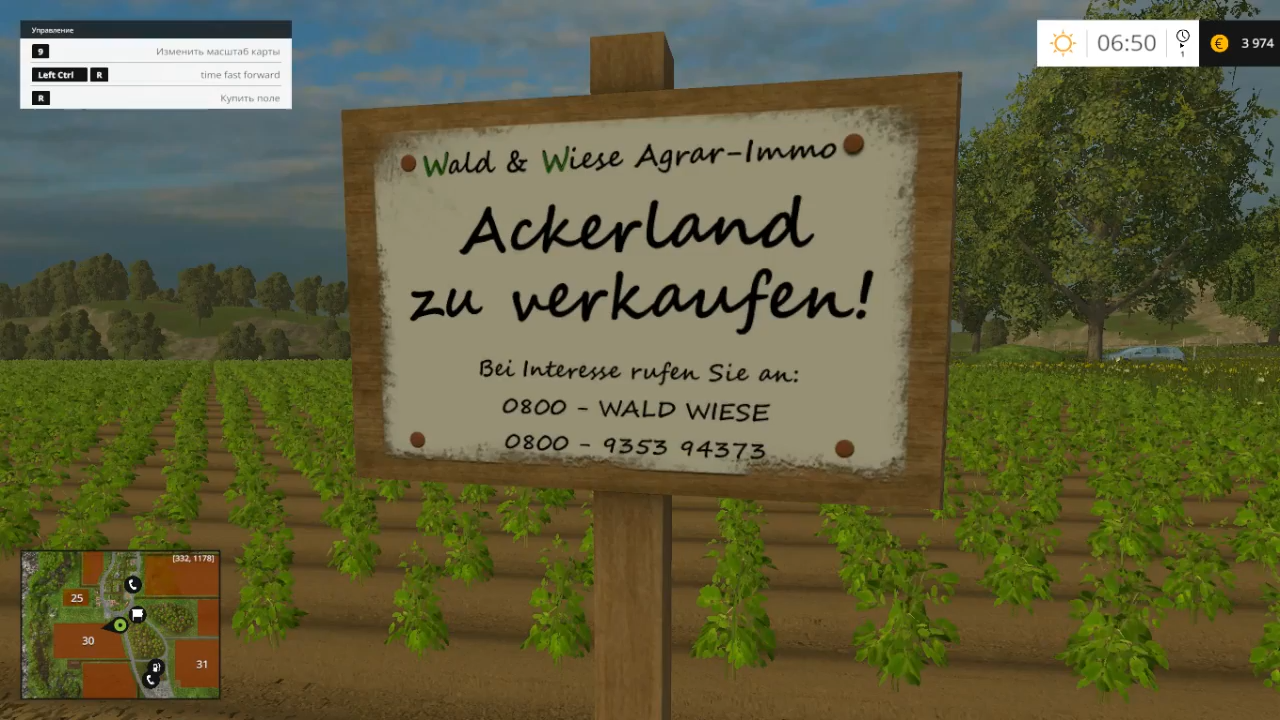 Управление
9 Изменить масштаб карты
Left Ctrl R time fast forward
R Купить поле
06:50
1
€ 3 974
Wald & Wiese Agrar-Immo
Ackerland
zu verkaufen!
Bei Interesse rufen Sie an:
0800 - WALD WIESE
0800 - 9353 94373
[332, 1178]
25
30
31